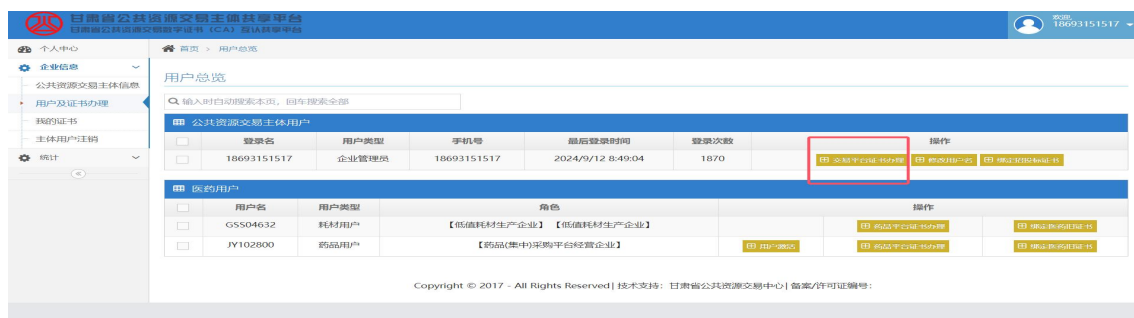 甘肃省公共资源交易主体共享平台
甘肃省公共资源交易数字证书（CA）互认共享平台
欢迎,
18693151517
个人中心
首页 > 用户总览
企业信息
公共资源交易主体信息
用户及证书办理
我的证书
主体用户注销
统计
用户总览
输入时自动搜索本页，回车搜索全部
公共资源交易主体用户
登录名 用户类型 手机号 最后登录时间 登录次数 操作
18693151517 企业管理员 18693151517 2024/9/12 8:49:04 1870 交易平台证书办理 修改用户名 绑定招投标证书
医药用户
用户名 用户类型 角色 操作
GSS04632 耗材用户 【低值耗材生产企业】【低值耗材生产企业】 药品平台证书办理 绑定医药旧证书
JY102800 药品用户 【药品(集中)采购平台经营企业】 用户激活 药品平台证书办理 绑定医药旧证书
Copyright © 2017 - All Rights Reserved| 技术支持：甘肃省公共资源交易中心| 备案/许可证编号：